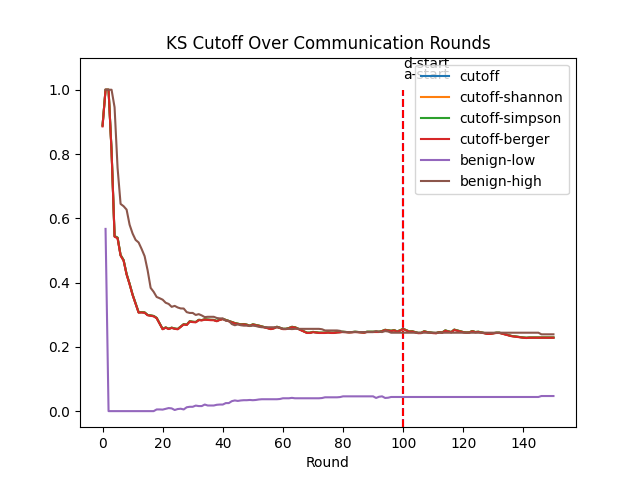 KS Cutoff Over Communication Rounds
d-start
a-start
cutoff
cutoff-shannon
cutoff-simpson
cutoff-berger
benign-low
benign-high
1.0
0.8
0.6
0.4
0.2
0.0
0 20 40 60 80 100 120 140
Round